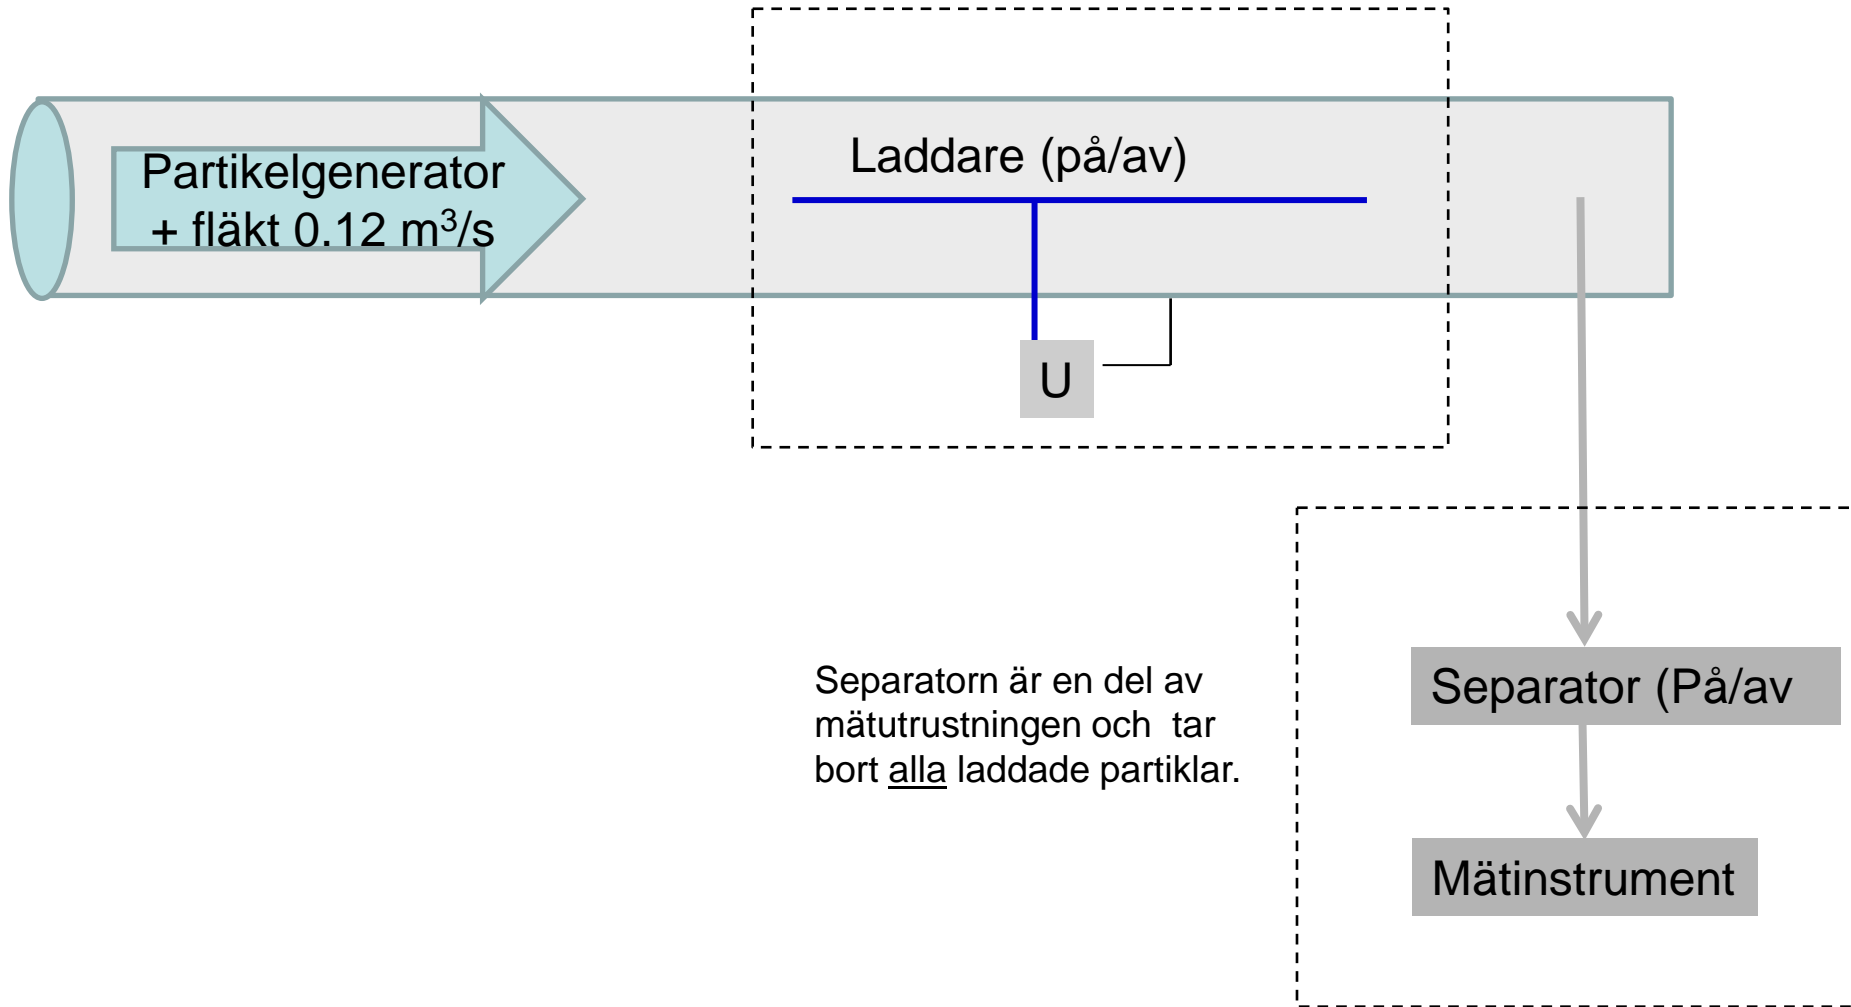 Partikelgenerator
+ fläkt 0.12 m³/s
Laddare (på/av)
U
Separatorn är en del av
mätutrustningen och tar
bort alla laddade partiklar.
Separator (På/av
Mätinstrument